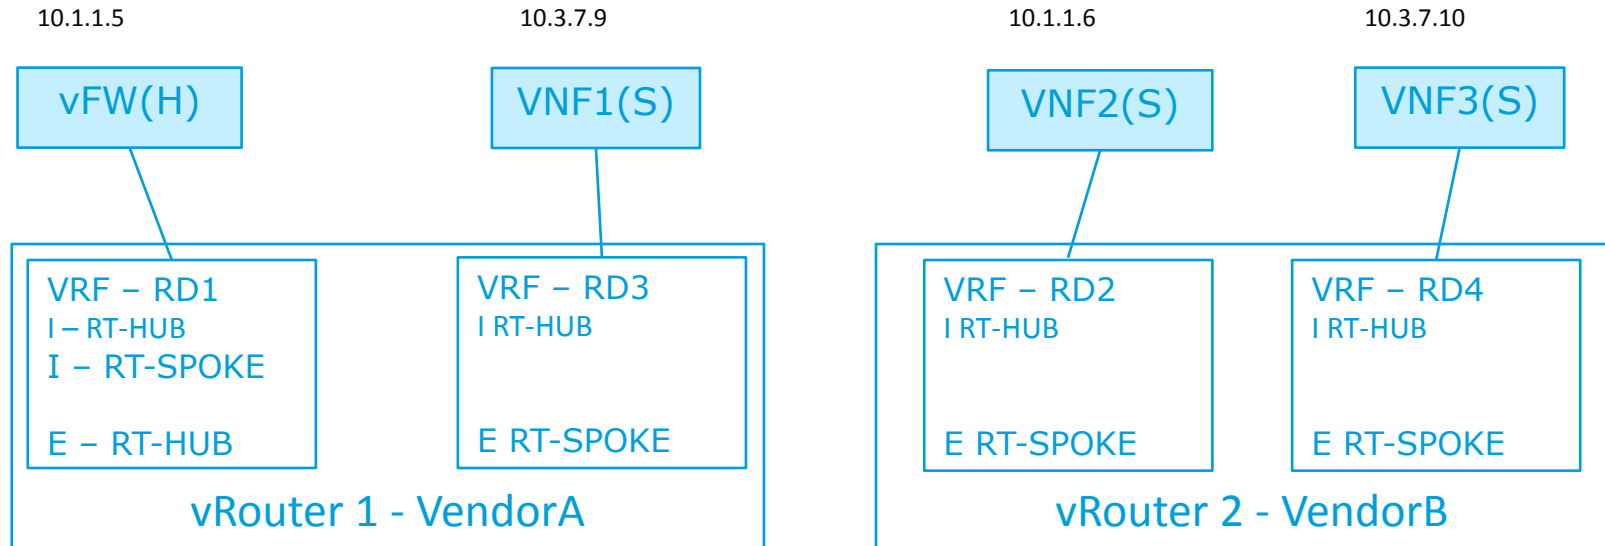 10.1.1.5
10.3.7.9
10.1.1.6
10.3.7.10
vFW(H)
VNF1(S)
VNF2(S)
VNF3(S)
VRF – RD1
I – RT-HUB
I – RT-SPOKE
E – RT-HUB
VRF – RD3
I RT-HUB
E RT-SPOKE
VRF – RD2
I RT-HUB
E RT-SPOKE
VRF – RD4
I RT-HUB
E RT-SPOKE
vRouter 1 - VendorA
vRouter 2 - VendorB